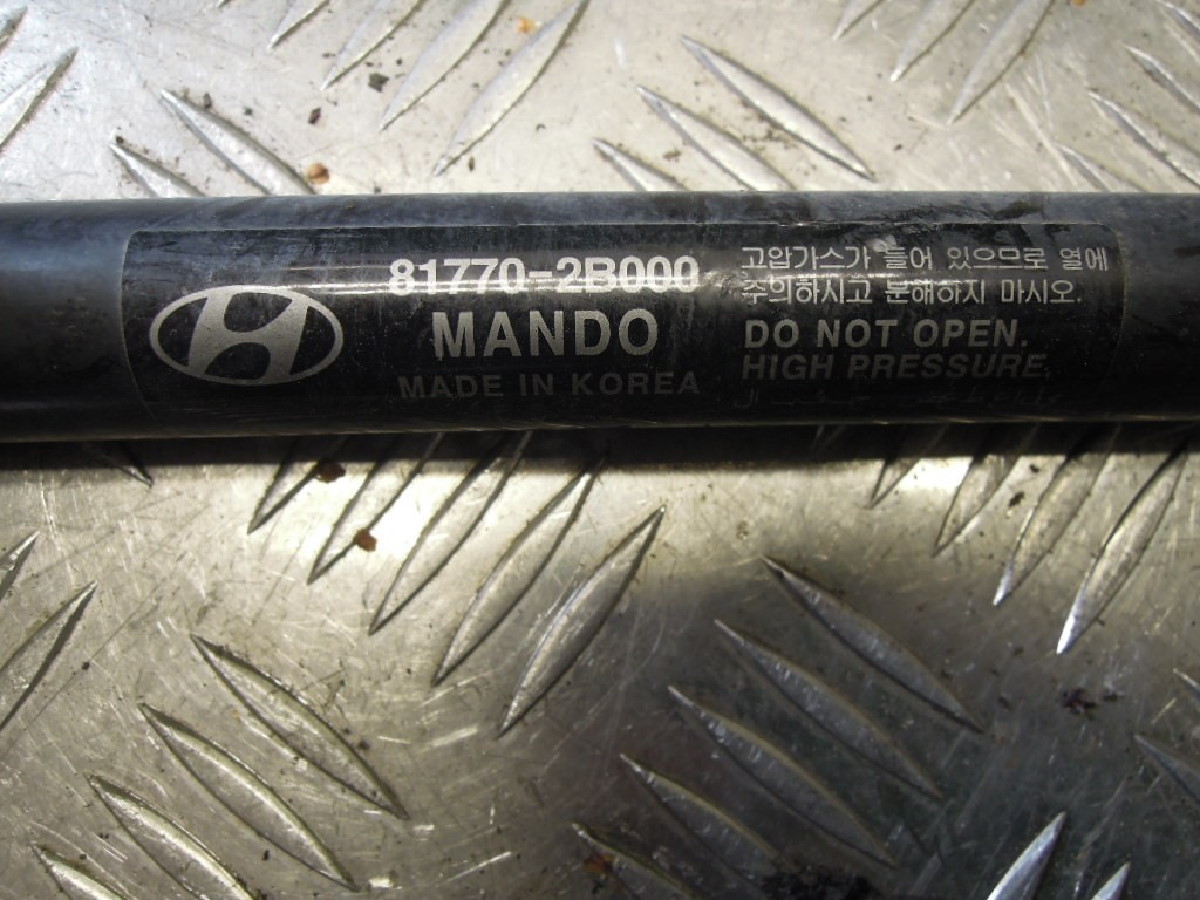 81770-2B000
MANDO
MADE IN KOREA
고압가스가 들어 있으므로 열에
주의하시고 분해하지 마시오.
DO NOT OPEN.
HIGH PRESSURE.